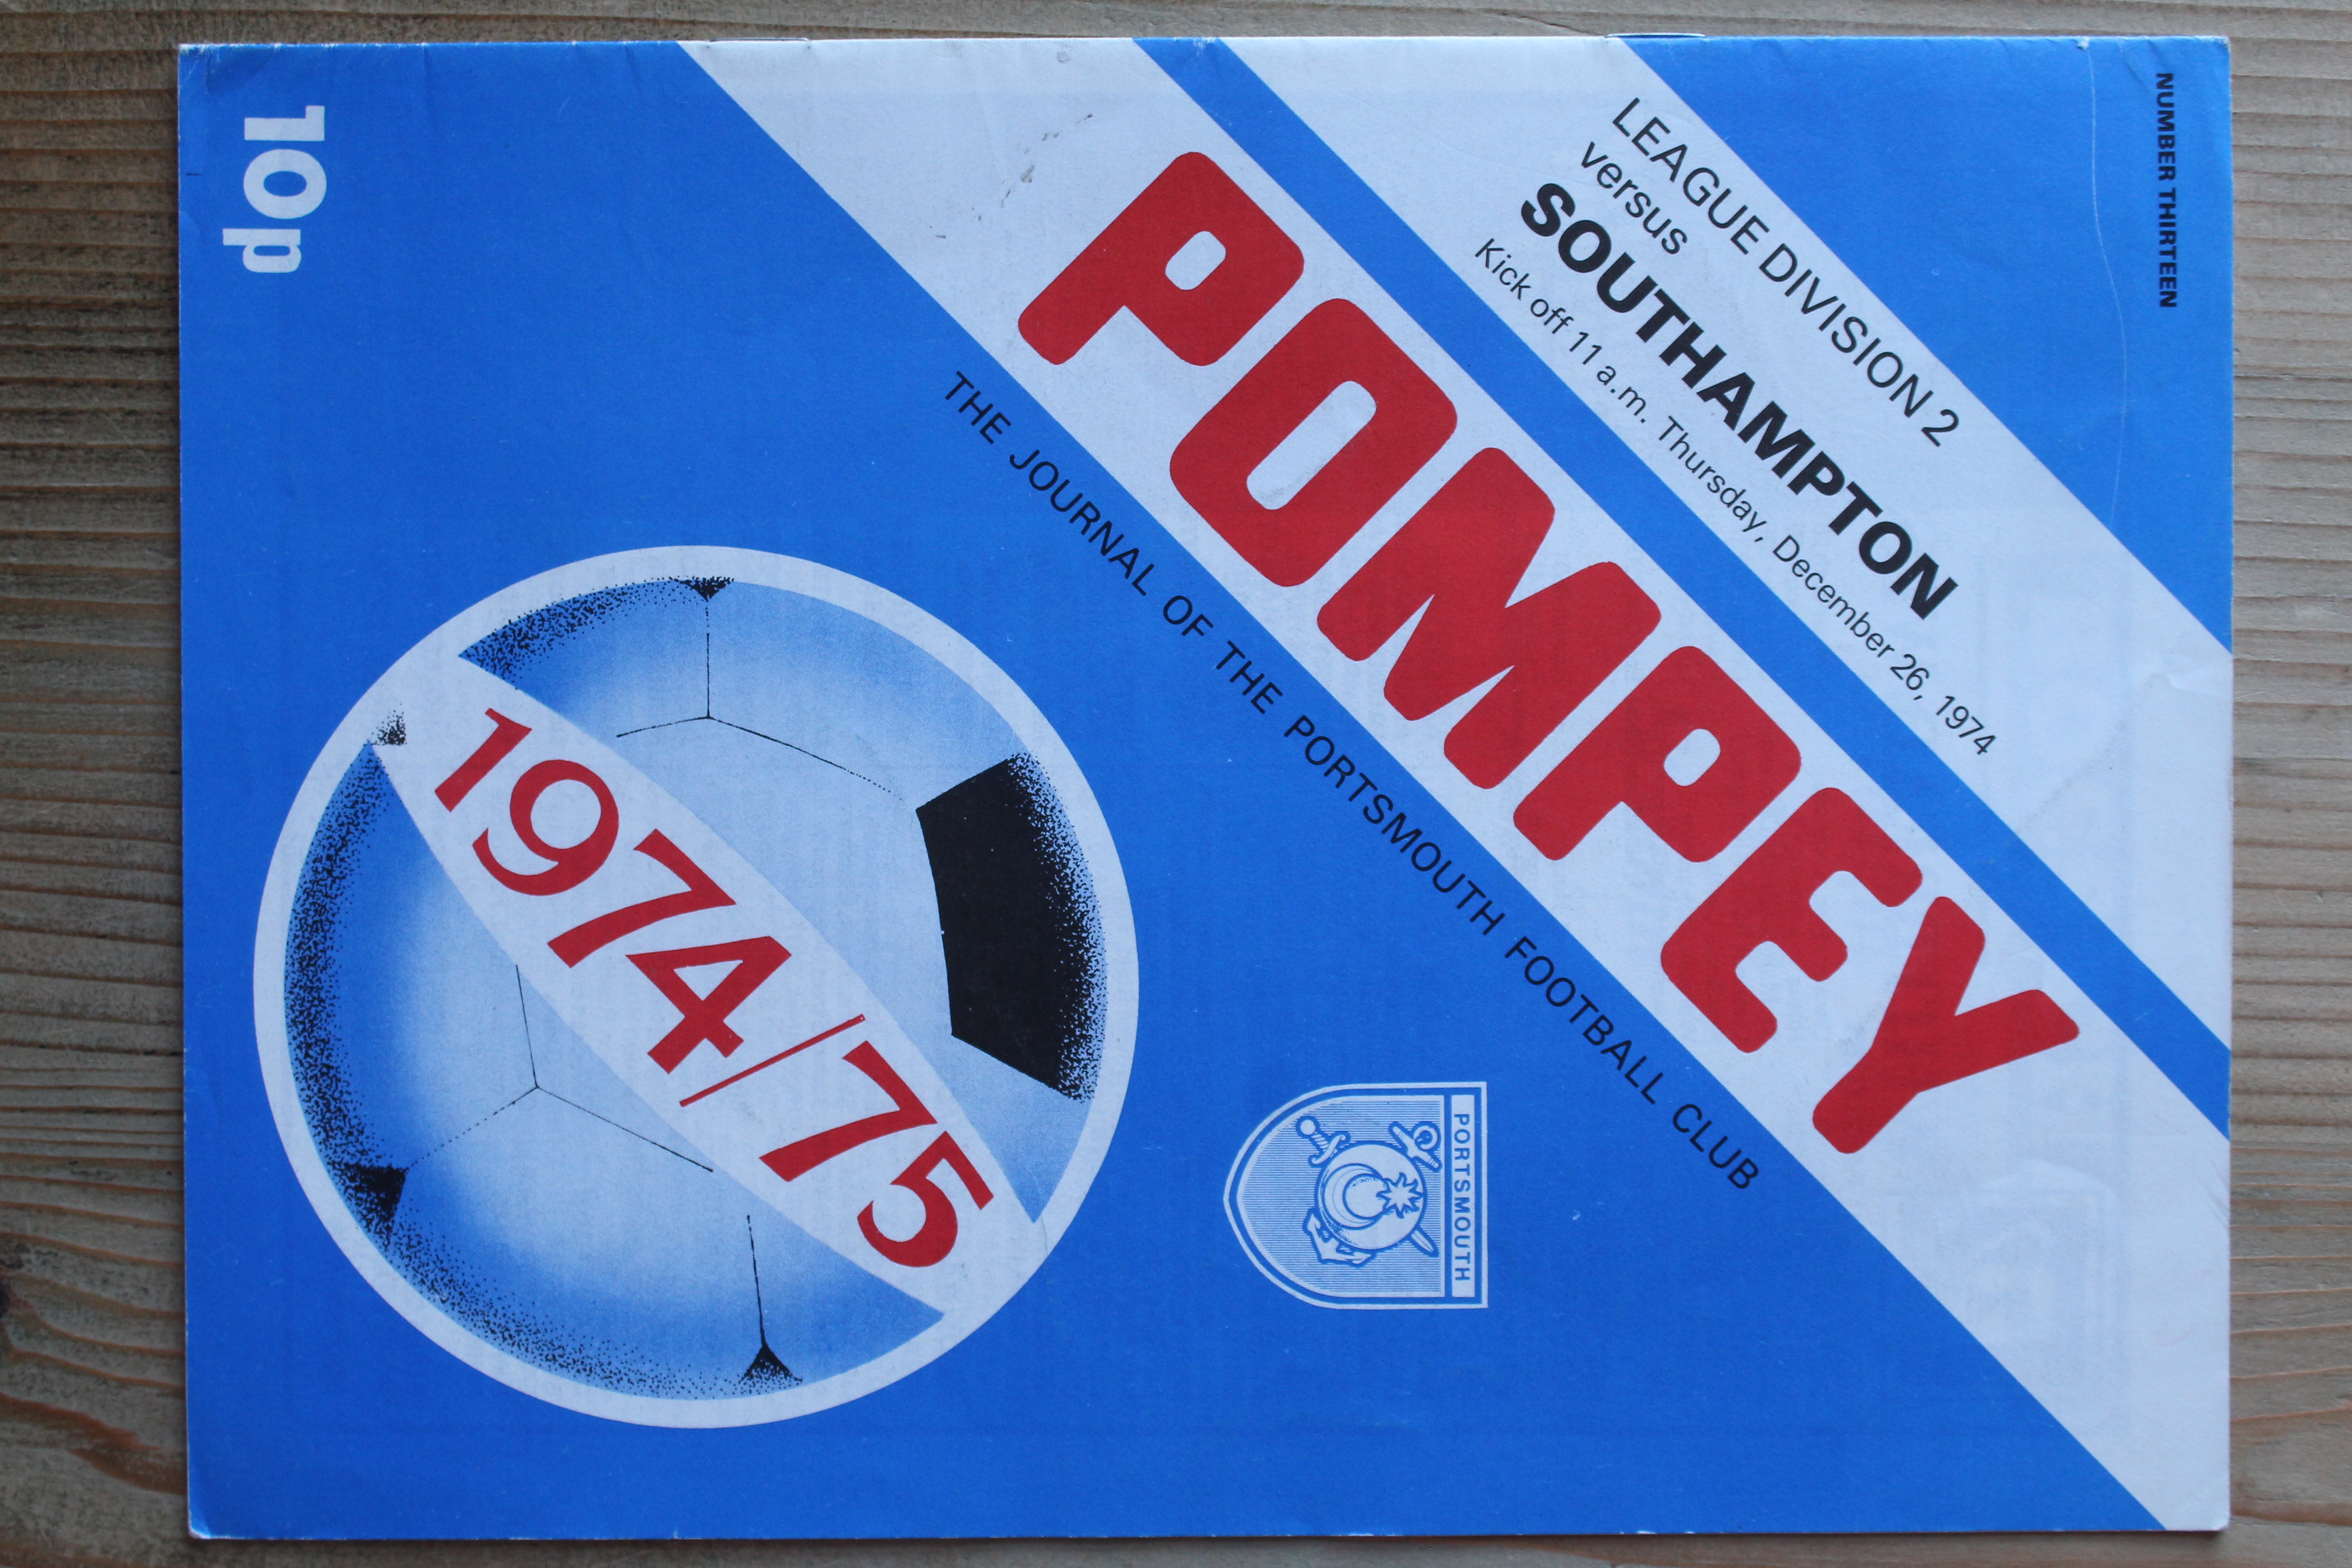 NUMBER THIRTEEN
LEAGUE DIVISION 2
versus
SOUTHAMPTON
Kick off 11 a.m. Thursday, December 26, 1974
POMPEY
THE JOURNAL OF THE PORTSMOUTH FOOTBALL CLUB
PORTSMOUTH
1974/75
10p